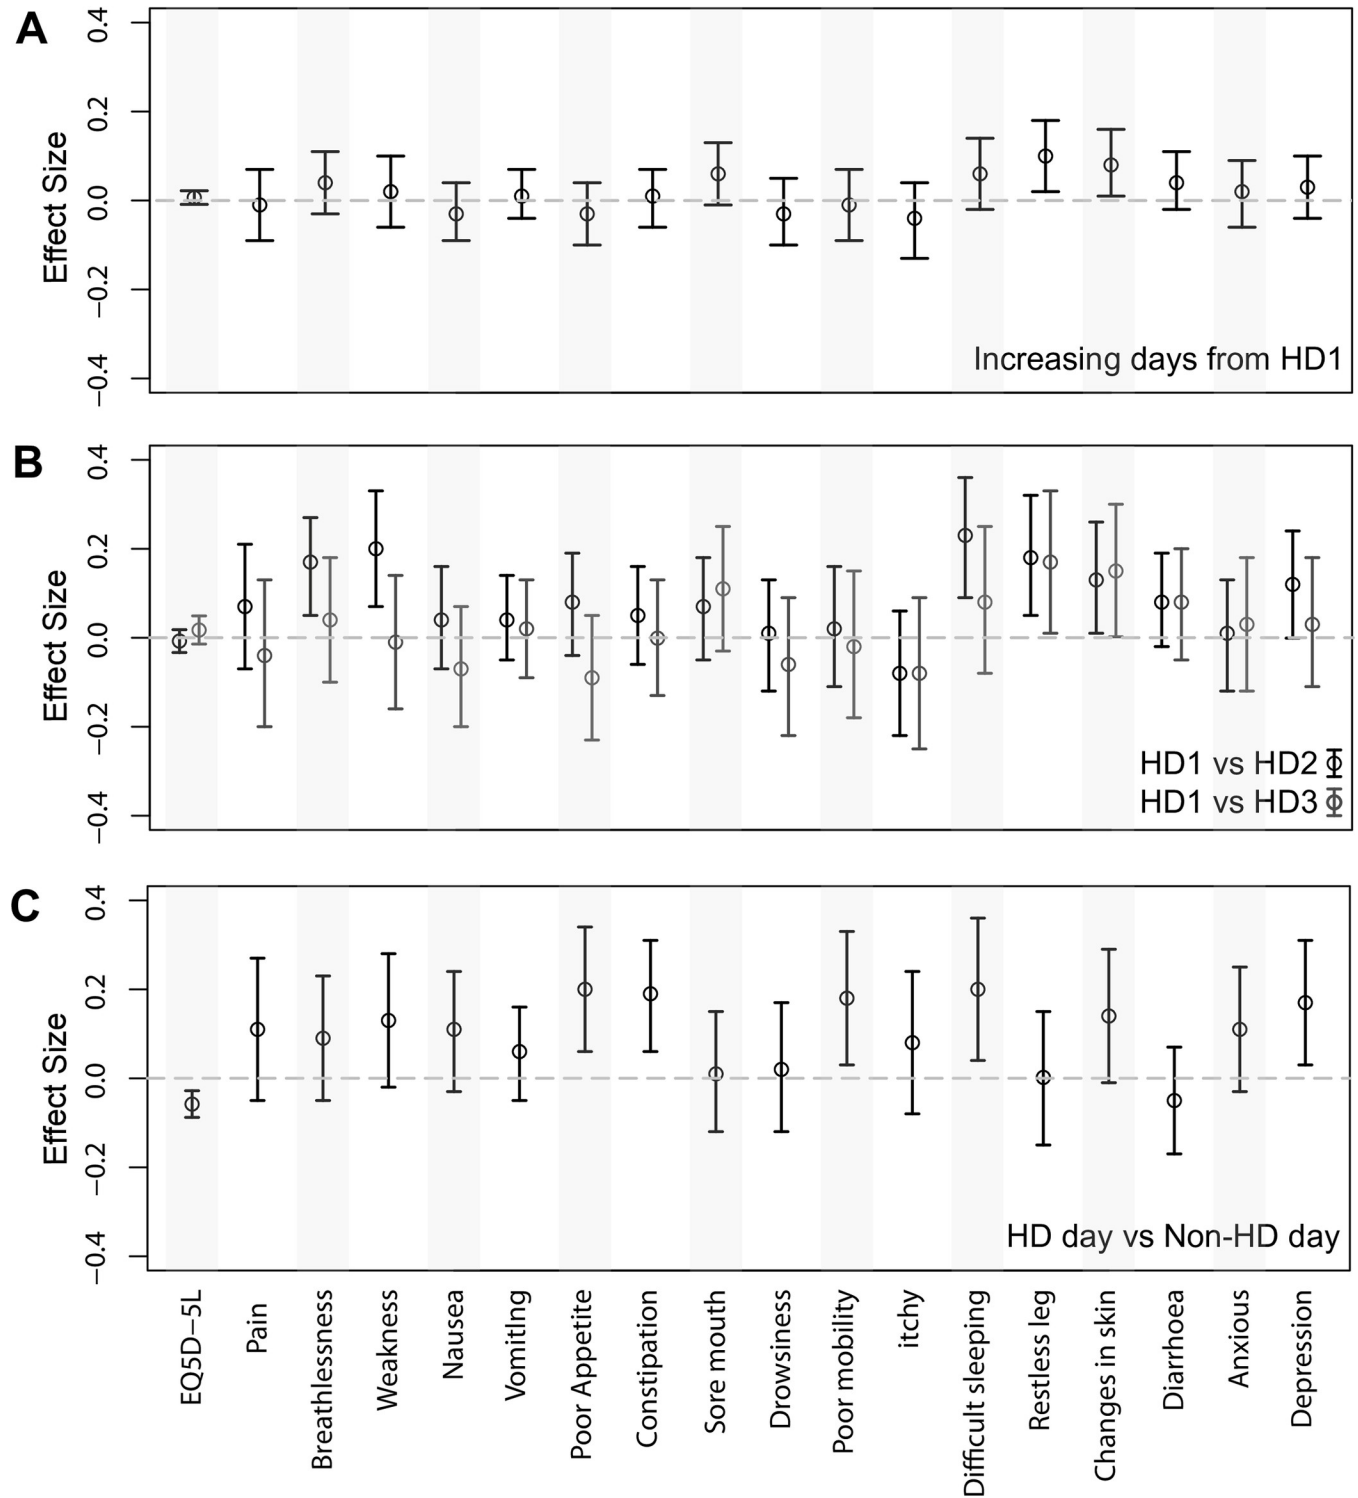 A
Effect Size
0.4
0.2
0.0
−0.2
−0.4
Increasing days from HD1
B
Effect Size
0.4
0.2
0.0
−0.2
−0.4
HD1 vs HD2
HD1 vs HD3
C
Effect Size
0.4
0.2
0.0
−0.2
−0.4
HD day vs Non-HD day
EQ5D−5L
Pain
Breathlessness
Weakness
Nausea
VomitIng
Poor Appetite
Constipation
Sore mouth
Drowsiness
Poor mobility
itchy
Difficult sleeping
Restless leg
Changes in skin
Diarrhoea
Anxious
Depression